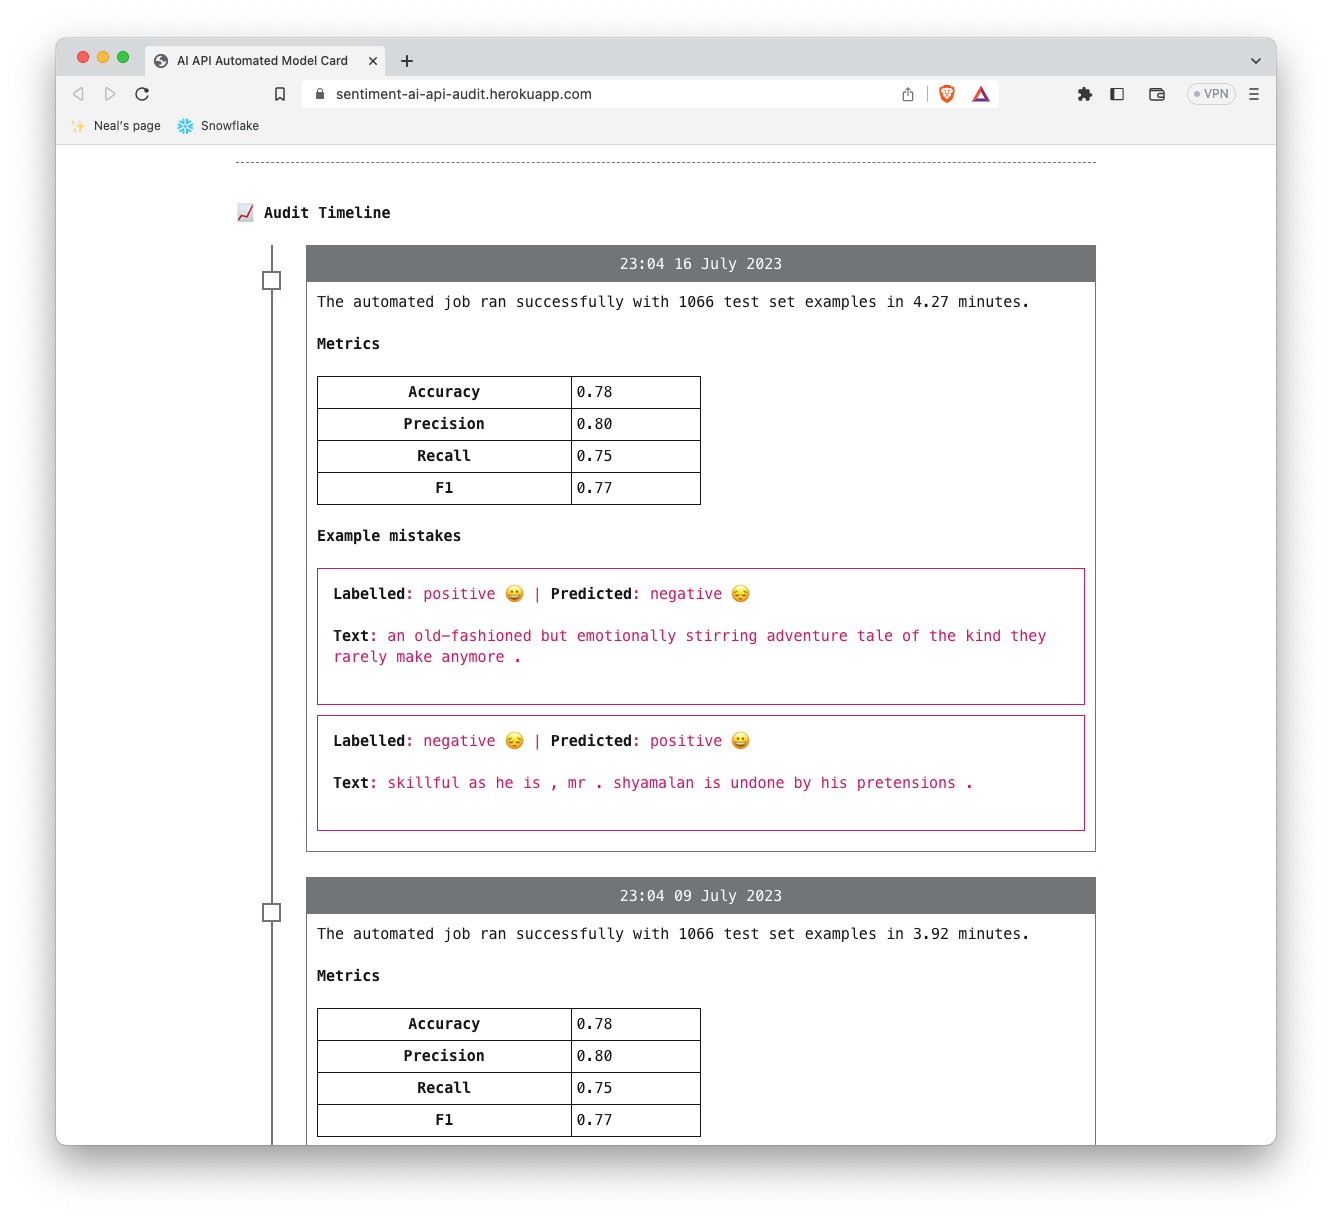 AI API Automated Model Card
sentiment-ai-api-audit.herokuapp.com
VPN
Neal's page
Snowflake
Audit Timeline
23:04 16 July 2023
The automated job ran successfully with 1066 test set examples in 4.27 minutes.
Metrics
Accuracy 0.78
Precision 0.80
Recall 0.75
F1 0.77
Example mistakes
Labelled: positive 😀 | Predicted: negative 😔
Text: an old-fashioned but emotionally stirring adventure tale of the kind they
rarely make anymore .
Labelled: negative 😔 | Predicted: positive 😀
Text: skillful as he is , mr . shyamalan is undone by his pretensions .
23:04 09 July 2023
The automated job ran successfully with 1066 test set examples in 3.92 minutes.
Metrics
Accuracy 0.78
Precision 0.80
Recall 0.75
F1 0.77